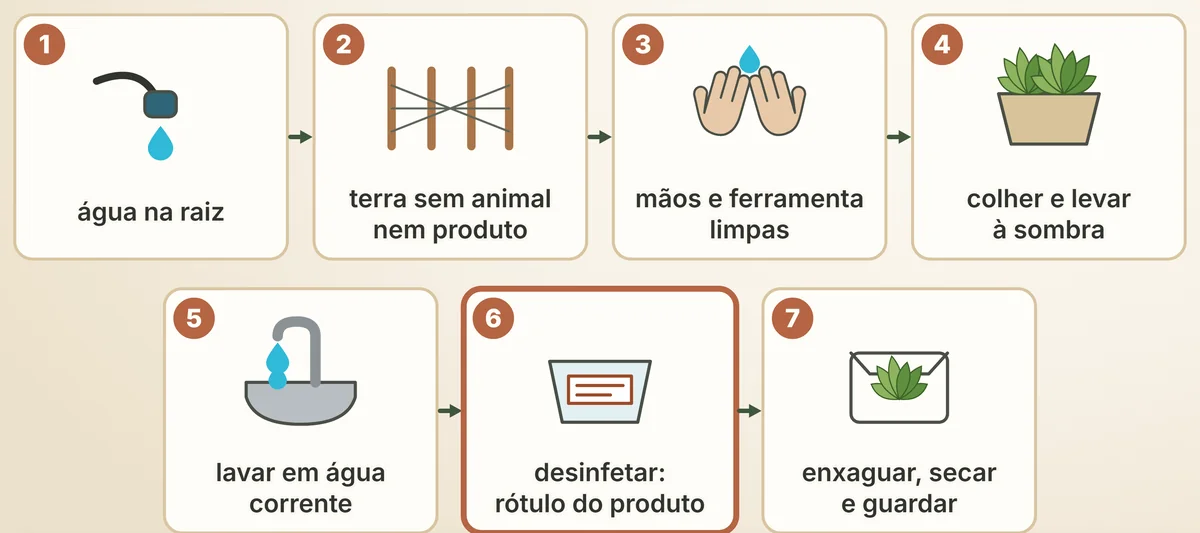 1
água na raiz
2
terra sem animal
nem produto
3
mãos e ferramenta
limpas
4
colher e levar
à sombra
5
lavar em água
corrente
6
desinfetar:
rótulo do produto
7
enxaguar, secar
e guardar